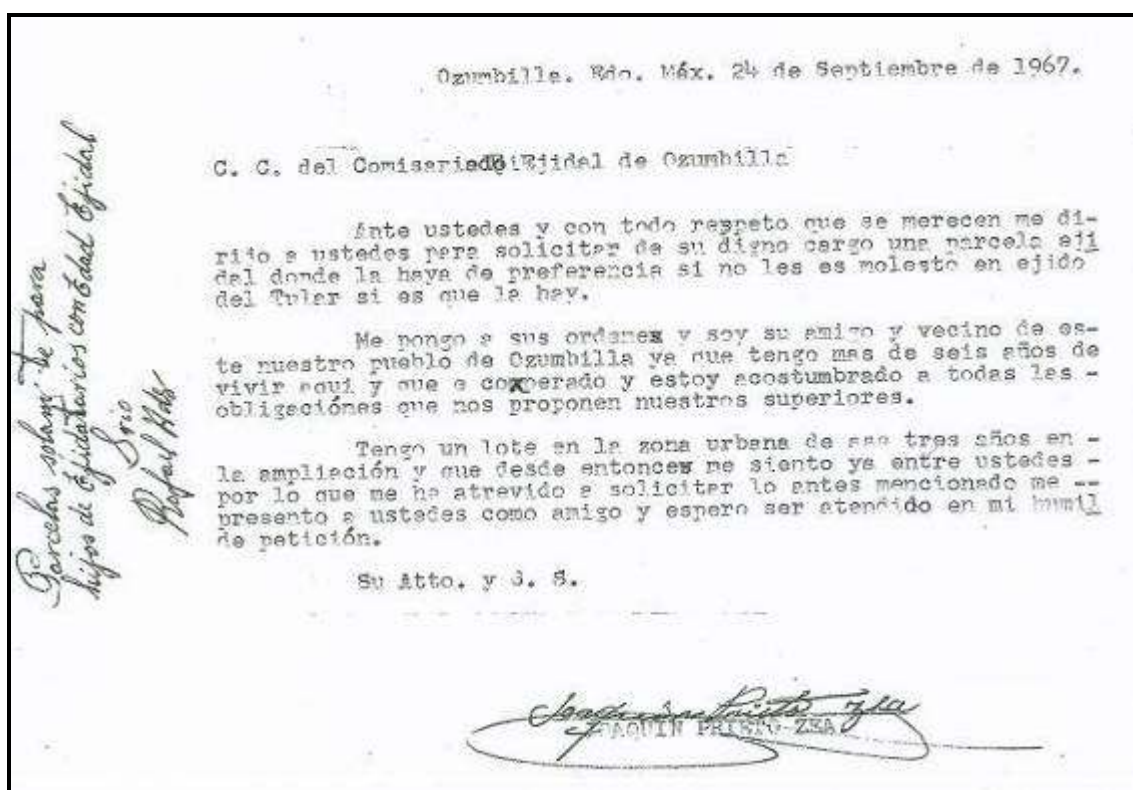 Ozumbilla. Edo. Méx. 24 de Septiembre de 1967.
C. C. del Comisariado Ejidal de Ozumbilla
Ante ustedes y con todo respeto que se merecen me di-
rijo a ustedes para solicitar de su digno cargo una parcela eji
dal donde la haya de preferencia si no les es molesto en ejido
del Tular si es que la hay.
Me pongo a sus ordenes y soy su amigo y vecino de es-
te nuestro pueblo de Ozumbilla ya que tengo mas de seis años de
vivir aqui y que e coxperado y estoy acostumbrado a todas las -
obligaciónes que nos proponen nuestros superiores.
Tengo un lote en la zona urbana de tres años en -
la ampliación y que desde entonces me siento ya entre ustedes -
por lo que me ha atrevido a solicitar lo antes mencionado me --
presento a ustedes como amigo y espero ser atendido en mi humil
de petición.
Su Atto. y S. S.
Joaquín Prieto Zea
JOAQUIN PRIETO ZEA
Parcelas solamte para
hijos de Ejidatarios con Edad Ejidal
Srio
Rafael